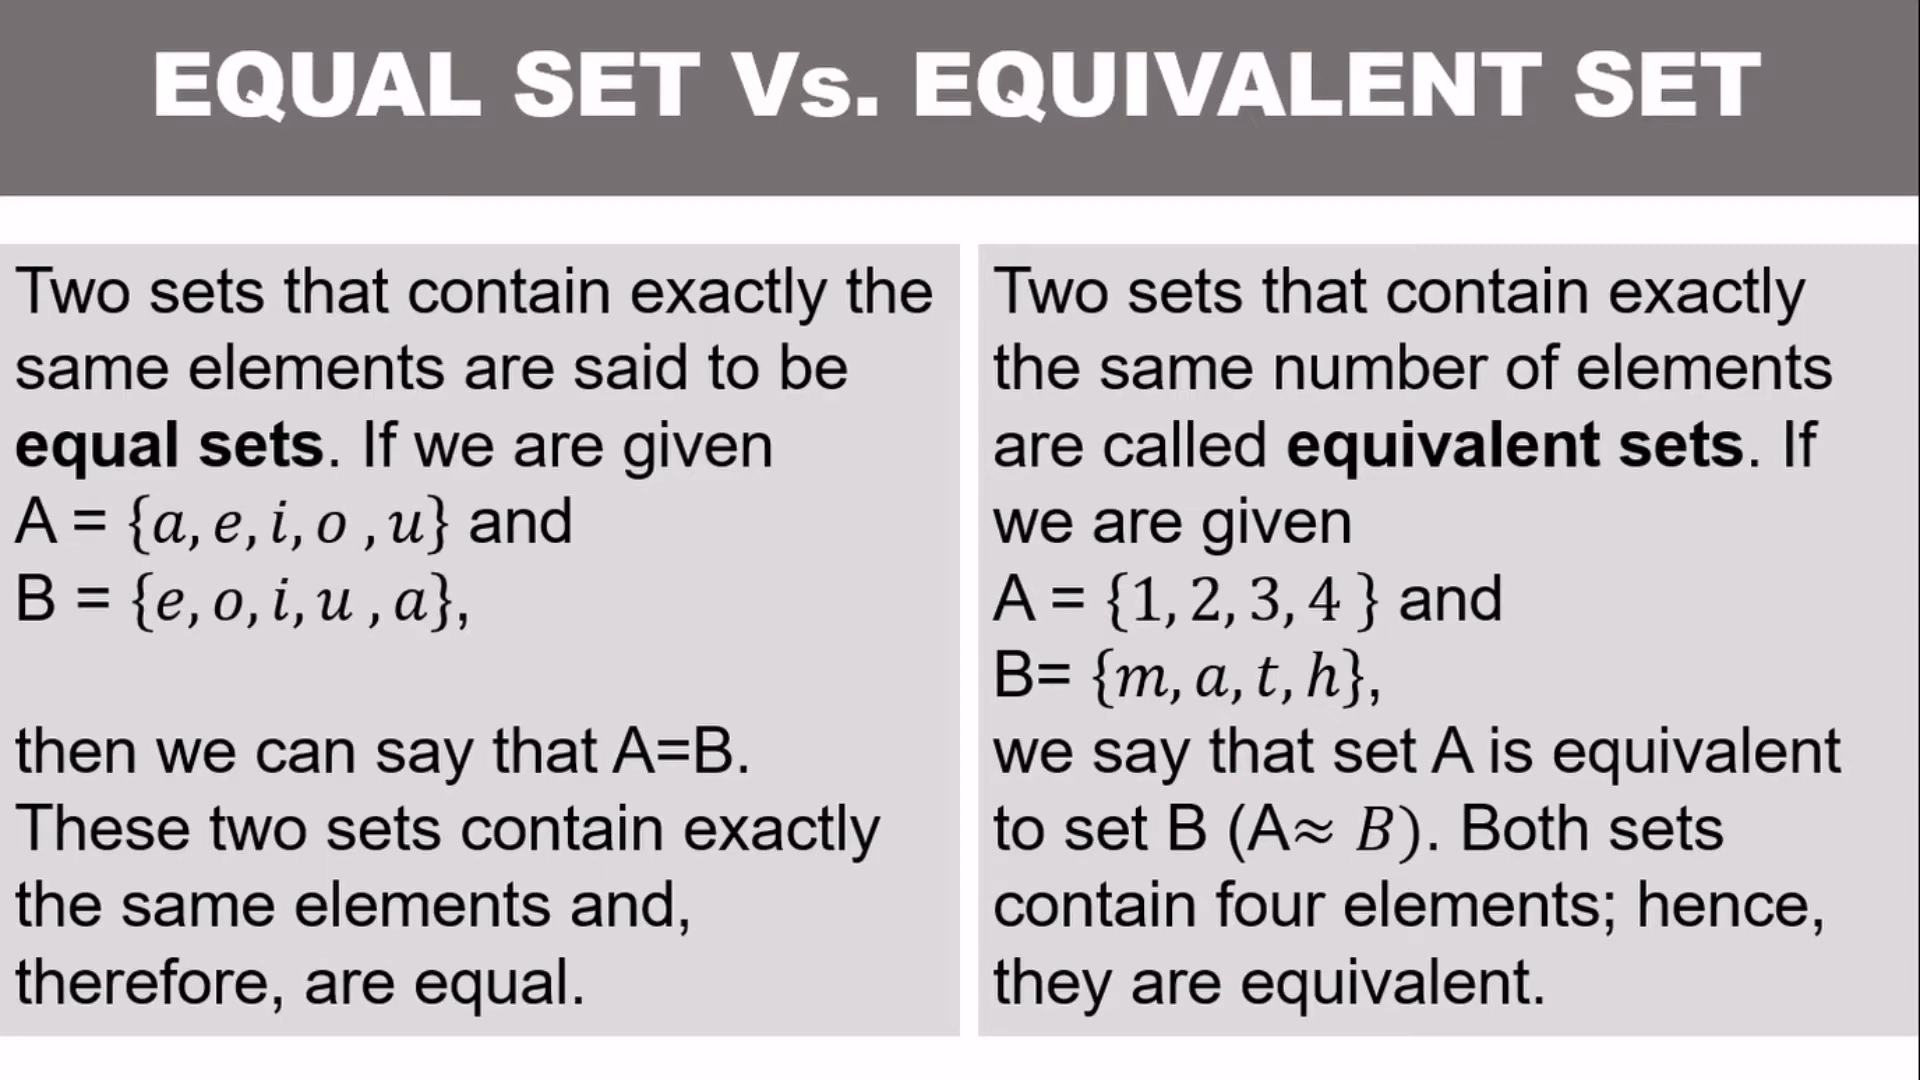 EQUAL SET Vs. EQUIVALENT SET
Two sets that contain exactly the
same elements are said to be
equal sets. If we are given
A = {a, e, i, o , u} and
B = {e, o, i, u , a},
then we can say that A=B.
These two sets contain exactly
the same elements and,
therefore, are equal.
Two sets that contain exactly
the same number of elements
are called equivalent sets. If
we are given
A = {1, 2, 3, 4 } and
B= {m, a, t, h},
we say that set A is equivalent
to set B (A≈ B). Both sets
contain four elements; hence,
they are equivalent.